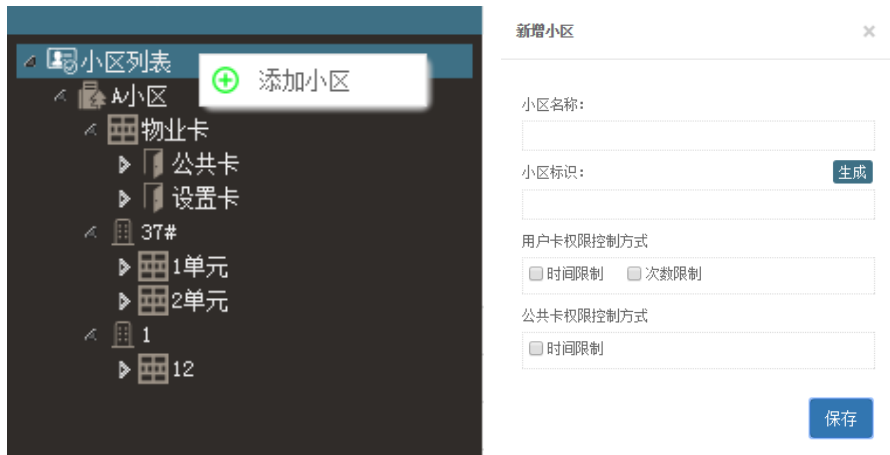 小区列表
添加小区
A小区
物业卡
公共卡
设置卡
37#
1单元
2单元
1
12
新增小区
×
小区名称：
小区标识：
生成
用户卡权限控制方式
时间限制 次数限制
公共卡权限控制方式
时间限制
保存